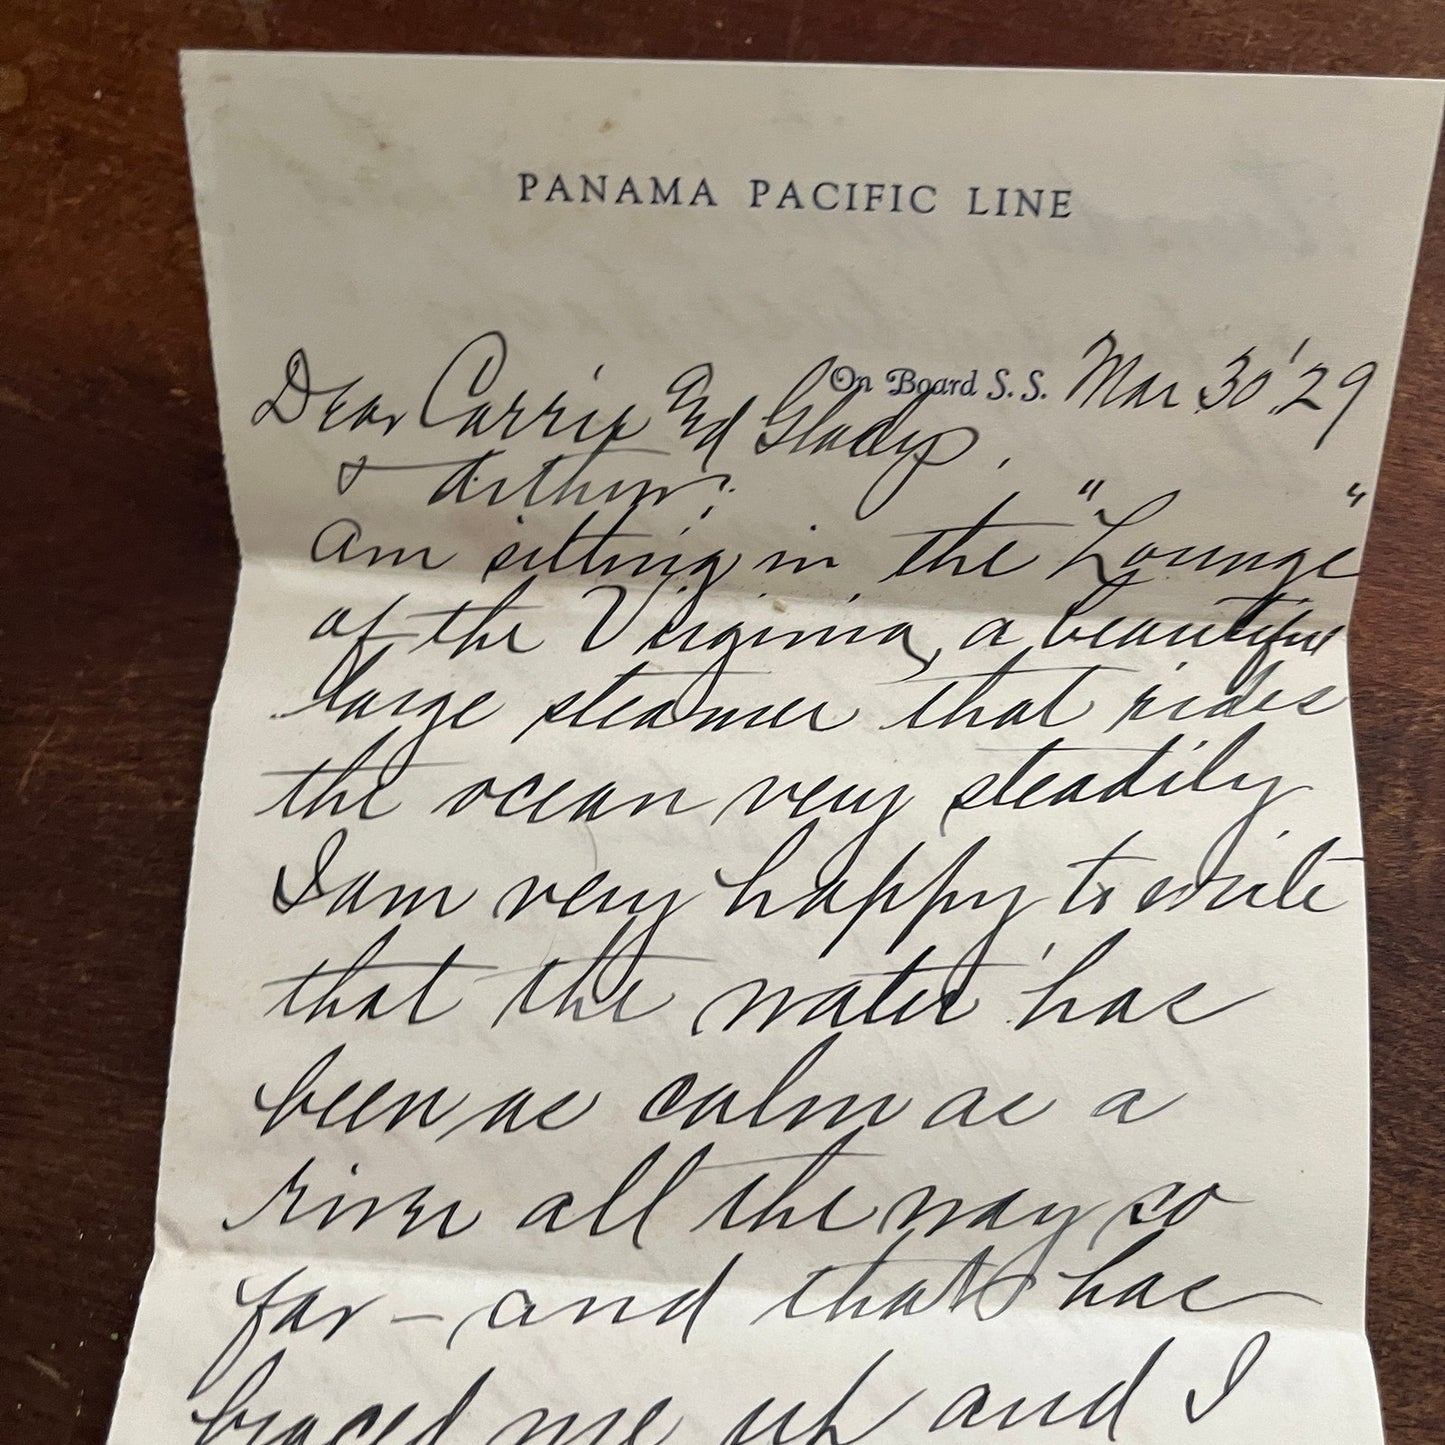 PANAMA PACIFIC LINE
On Board S.S. Mar 30 '29
Dear Carrie Ed Gladys,
& Arthur;
Am sitting in the "Lounge"
of the Virginia, a beautiful
large steamer that rides
the ocean very steadily.
I am very happy to write
that the water has
been as calm as a
river all the way so
far – and that has
braced me up and I